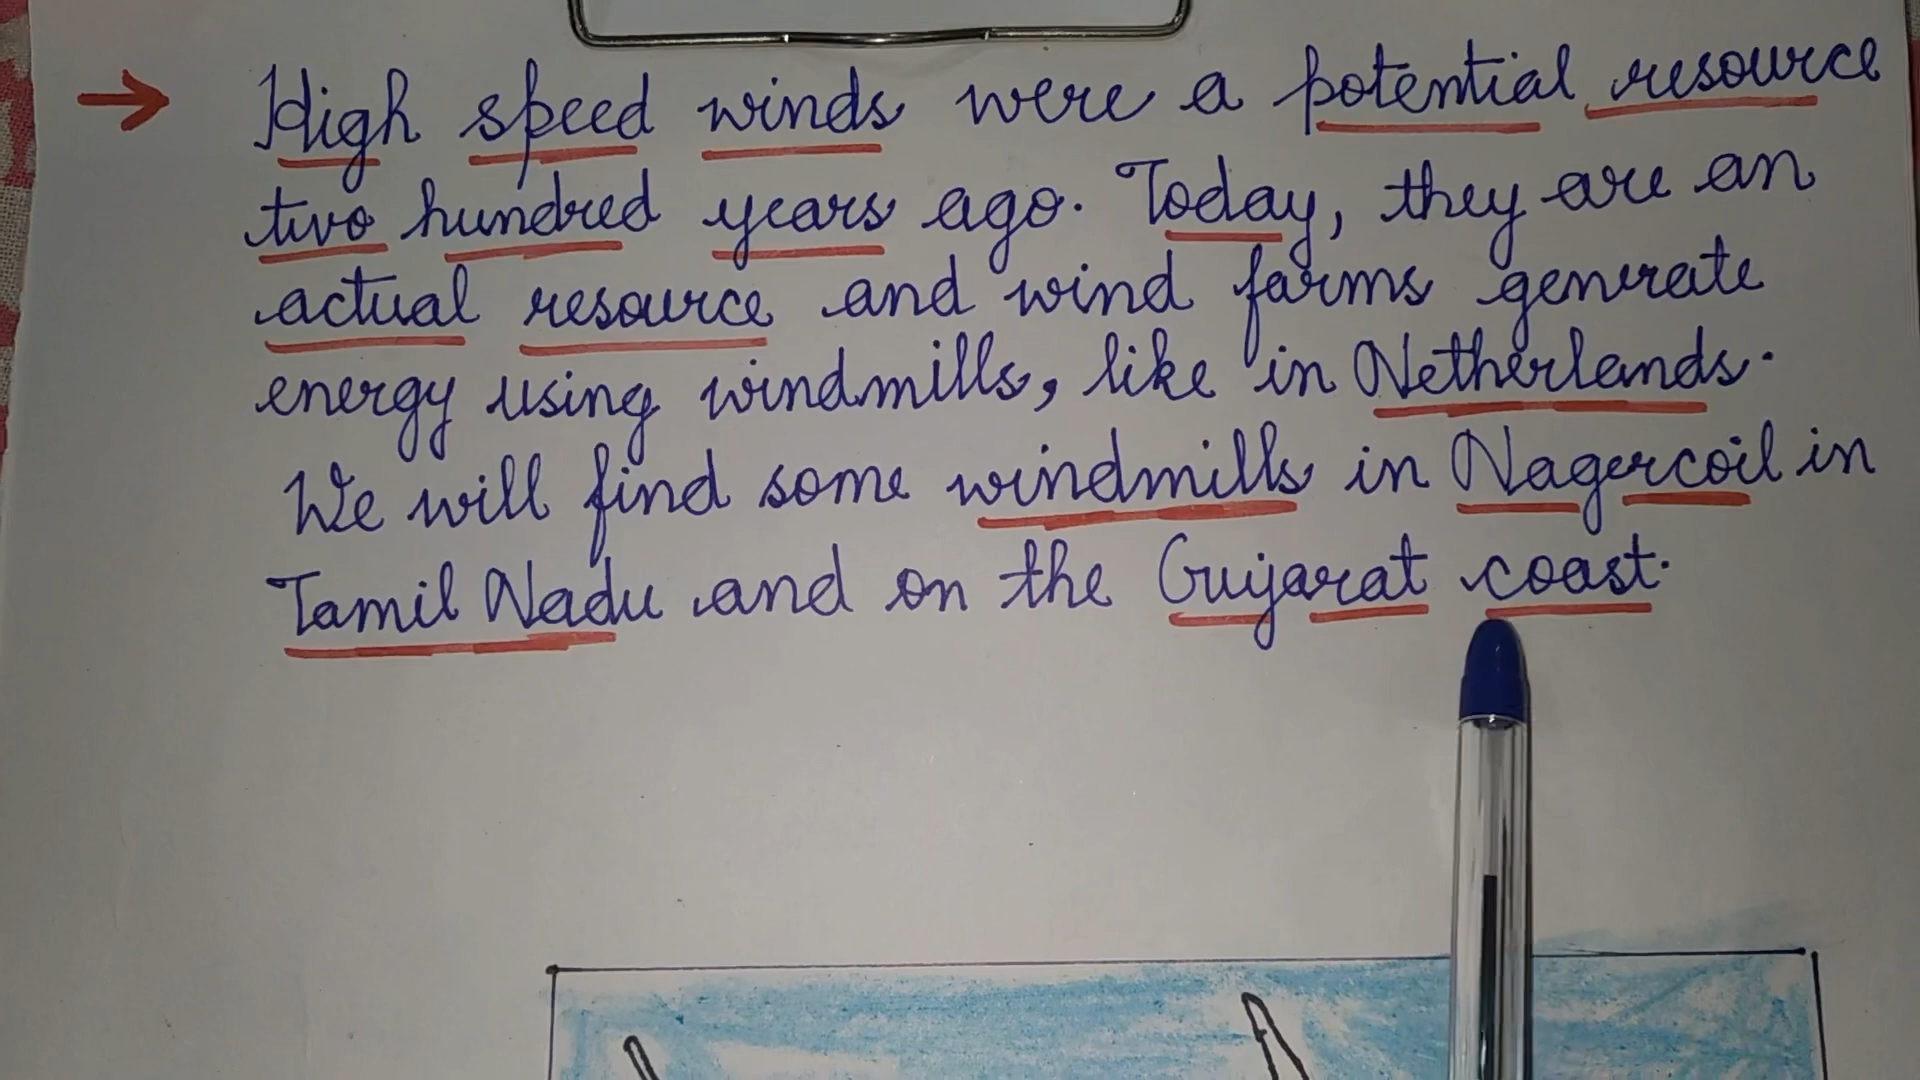 → High speed winds were a potential resource
two hundred years ago. Today, they are an
actual resource and wind farms generate
energy using windmills, like in Netherlands.
We will find some windmills in Nagercoil in
Tamil Nadu and on the Gujarat coast.